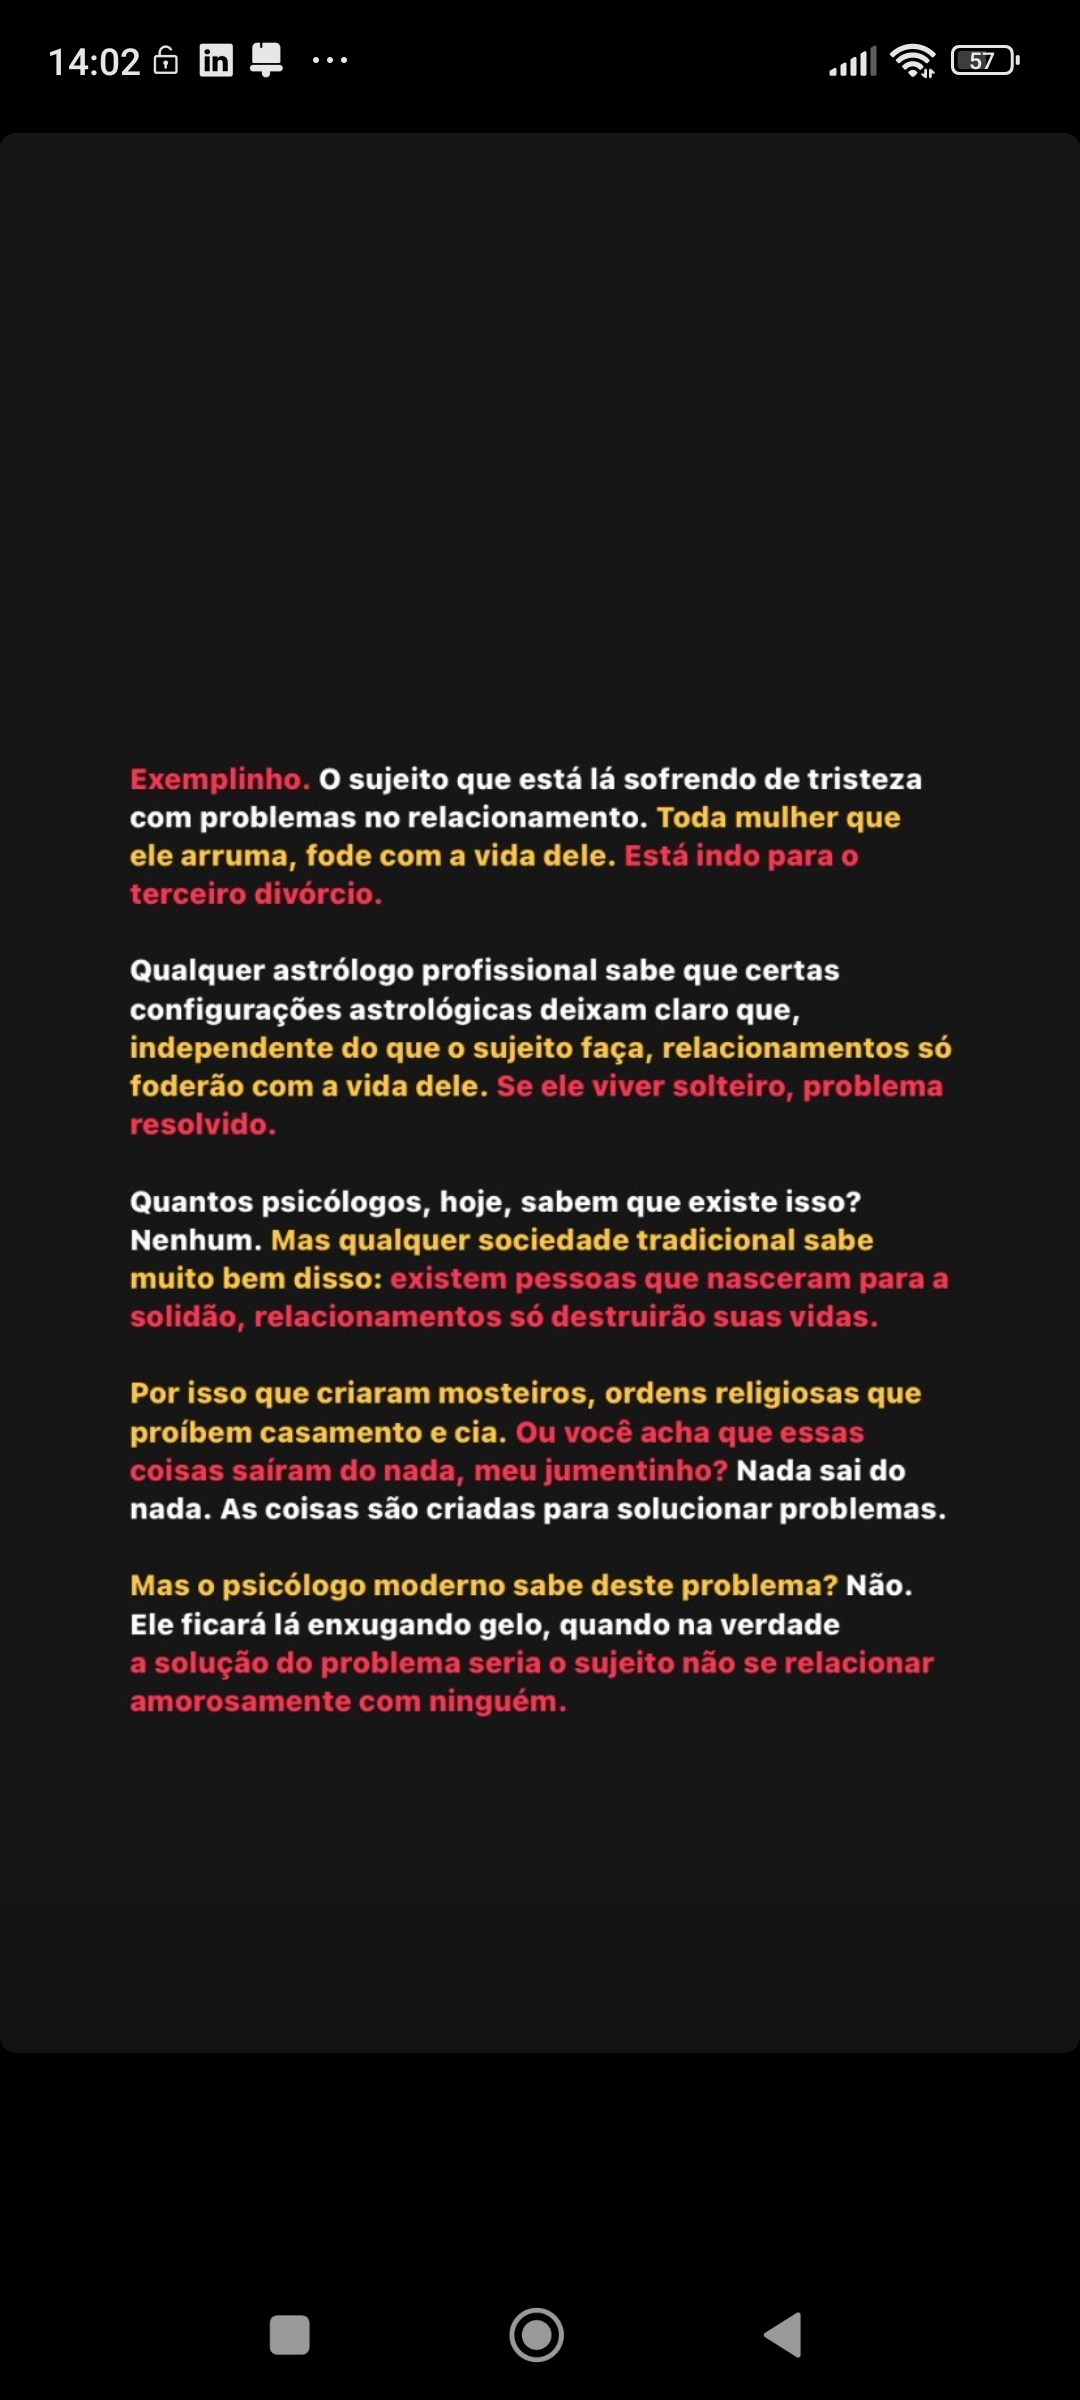 14:02
in
57
Exemplinho. O sujeito que está lá sofrendo de tristeza
com problemas no relacionamento. Toda mulher que
ele arruma, fode com a vida dele. Está indo para o
terceiro divórcio.
Qualquer astrólogo profissional sabe que certas
configurações astrológicas deixam claro que,
independente do que o sujeito faça, relacionamentos só
foderão com a vida dele. Se ele viver solteiro, problema
resolvido.
Quantos psicólogos, hoje, sabem que existe isso?
Nenhum. Mas qualquer sociedade tradicional sabe
muito bem disso: existem pessoas que nasceram para a
solidão, relacionamentos só destruirão suas vidas.
Por isso que criaram mosteiros, ordens religiosas que
proíbem casamento e cia. Ou você acha que essas
coisas saíram do nada, meu jumentinho? Nada sai do
nada. As coisas são criadas para solucionar problemas.
Mas o psicólogo moderno sabe deste problema? Não.
Ele ficará lá enxugando gelo, quando na verdade
a solução do problema seria o sujeito não se relacionar
amorosamente com ninguém.